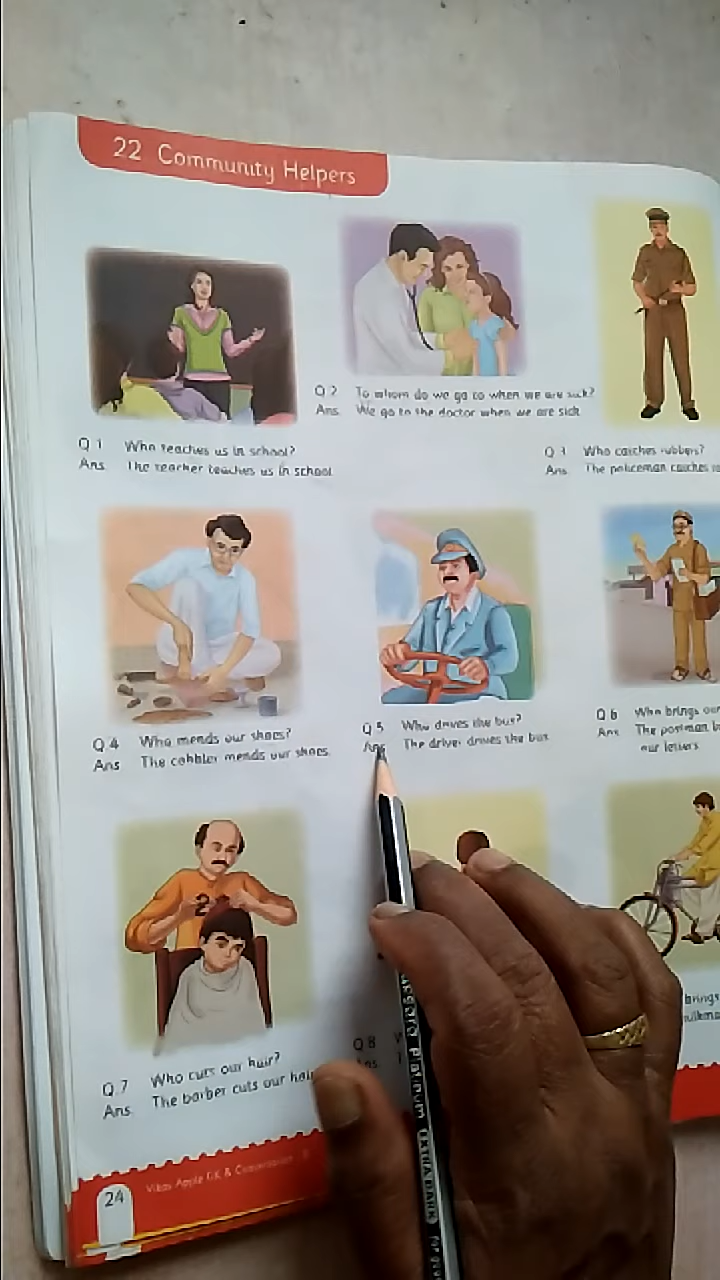 22 Community Helpers
Q 2 To whom do we go to when we are sick?
Ans. We go to the doctor when we are sick
Q 1 Who teaches us in school?
Ans. The teacher teaches us in school
Q 3 Who catches robbers?
Ans. The policeman catches
Q 4 Who mends our shoes?
Ans The cobbler mends our shoes
Q 5 Who drives the bus?
Ans The driver drives the bus
Q 6 Who brings our
Ans The postman
our letters
Q 7 Who cuts our hair?
Ans. The barber cuts our hair
Q 8
brings
24 Vikas Apple G.K & Conversation
Platinum EXTRA DARK